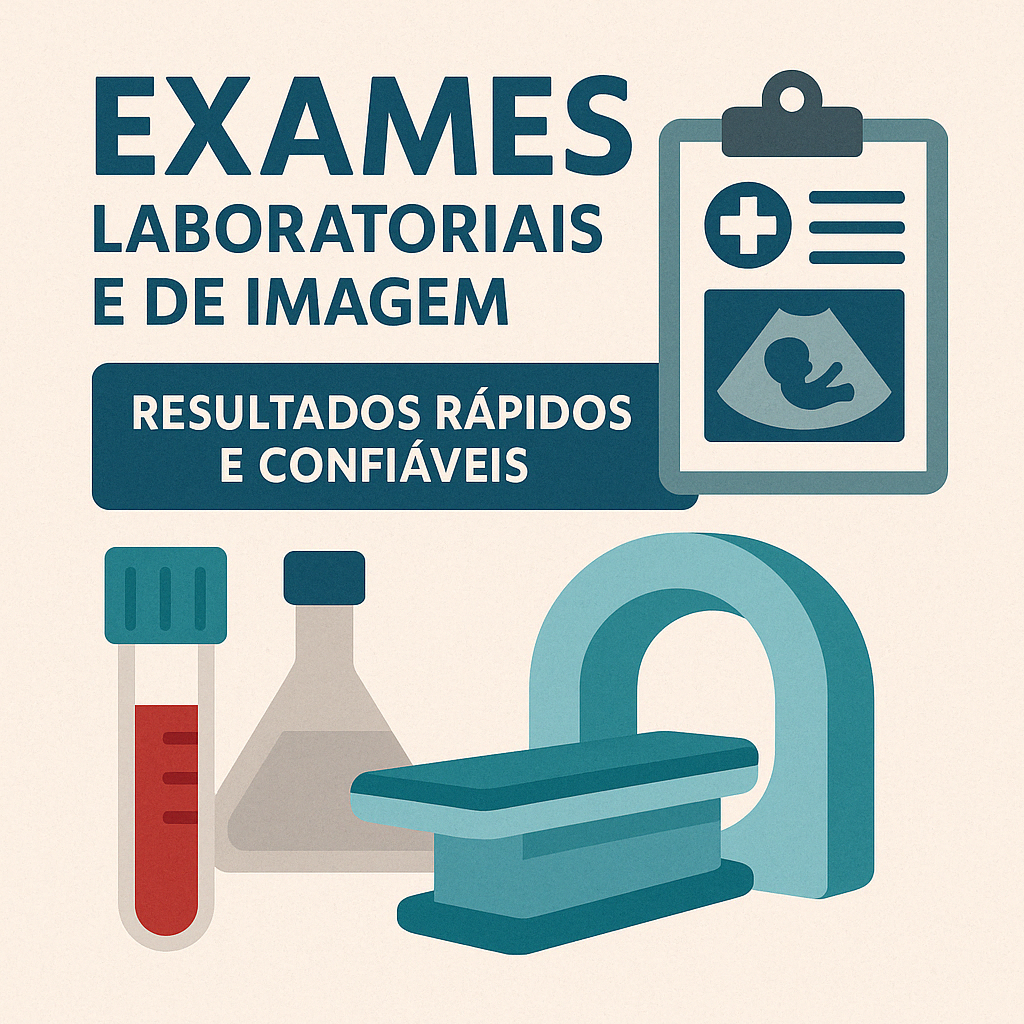 EXAMES
LABORATORIAIS
E DE IMAGEM
RESULTADOS RÁPIDOS
E CONFIÁVEIS